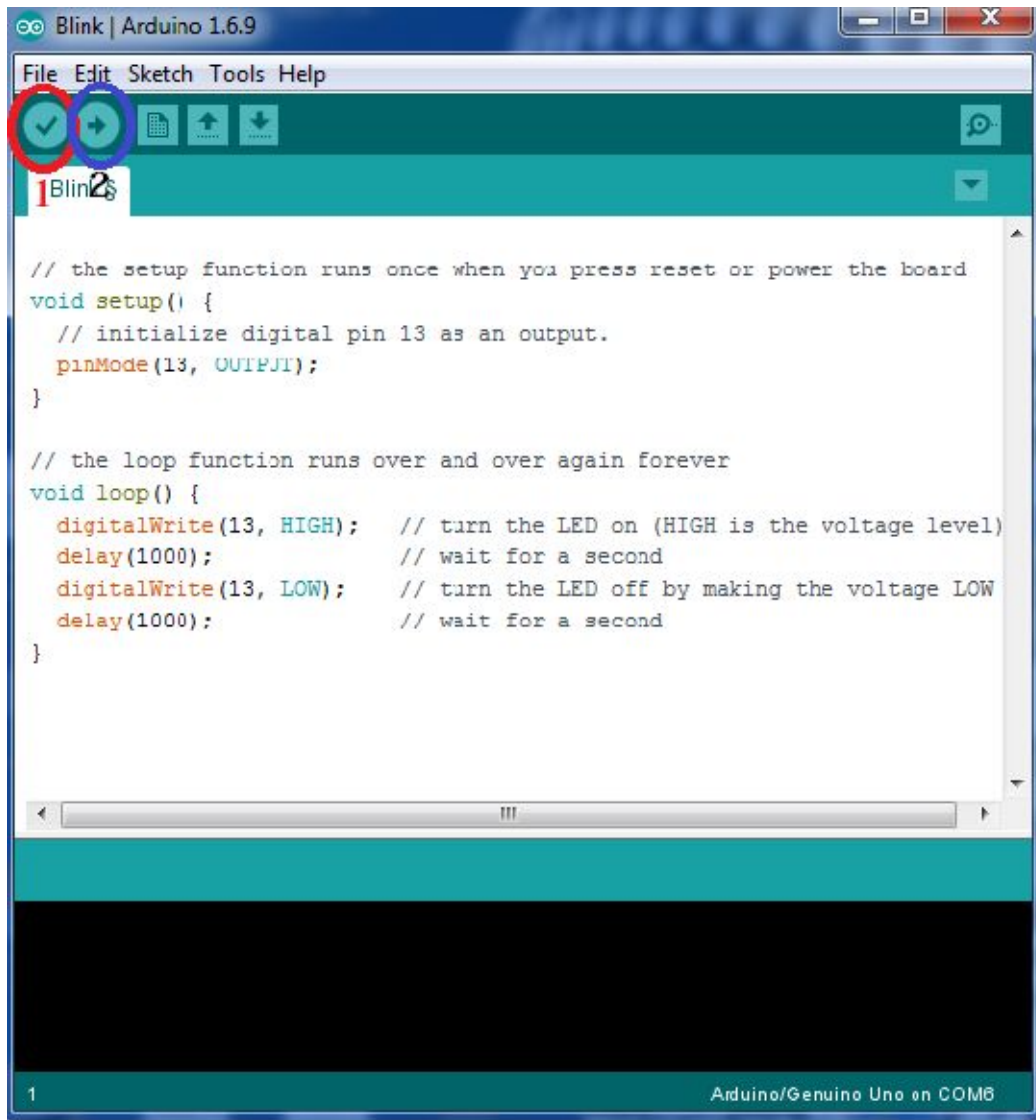 Blink | Arduino 1.6.9
File Edit Sketch Tools Help
1 Blink§ 2
// the setup function runs once when you press reset or power the board
void setup() {
// initialize digital pin 13 as an output.
pinMode(13, OUTPUT);
}
// the loop function runs over and over again forever
void loop() {
digitalWrite(13, HIGH); // turn the LED on (HIGH is the voltage level)
delay(1000); // wait for a second
digitalWrite(13, LOW); // turn the LED off by making the voltage LOW
delay(1000); // wait for a second
}
1 Arduino/Genuino Uno on COM6